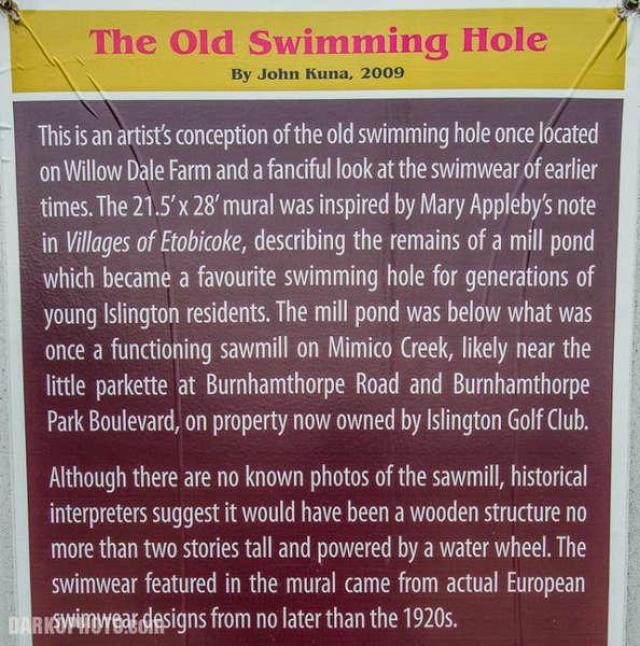 The Old Swimming Hole
By John Kuna, 2009
This is an artist's conception of the old swimming hole once located
on Willow Dale Farm and a fanciful look at the swimwear of earlier
times. The 21.5' x 28' mural was inspired by Mary Appleby's note
in Villages of Etobicoke, describing the remains of a mill pond
which became a favourite swimming hole for generations of
young Islington residents. The mill pond was below what was
once a functioning sawmill on Mimico Creek, likely near the
little parkette at Burnhamthorpe Road and Burnhamthorpe
Park Boulevard, on property now owned by Islington Golf Club.
Although there are no known photos of the sawmill, historical
interpreters suggest it would have been a wooden structure no
more than two stories tall and powered by a water wheel. The
swimwear featured in the mural came from actual European
swimwear designs from no later than the 1920s.
DARKOPHOTO.com